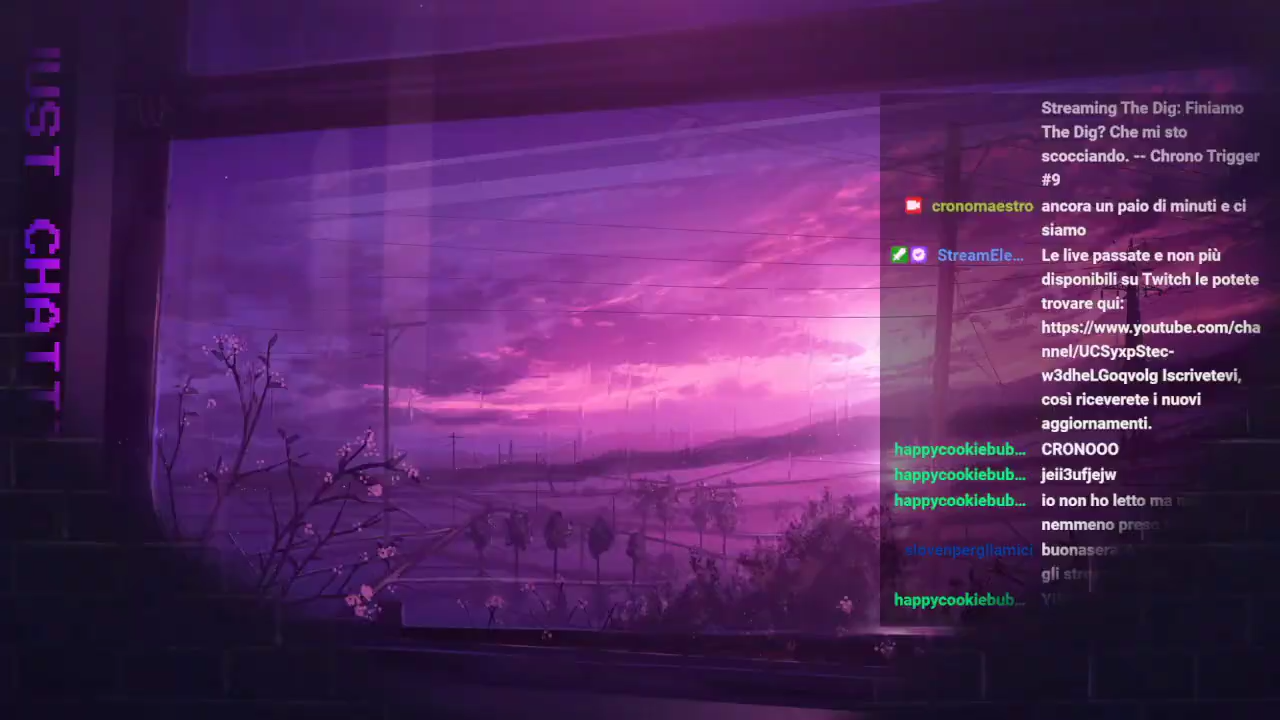 JUST CHATT
Streaming The Dig: Finiamo
The Dig? Che mi sto
scocciando. -- Chrono Trigger
#9
cronomaestro ancora un paio di minuti e ci
siamo
StreamEle... Le live passate e non più
disponibili su Twitch le potete
trovare qui:
https://www.youtube.com/cha
nnel/UCSyxpStec-
w3dheLGoqvolg Iscrivetevi,
così riceverete i nuovi
aggiornamenti.
happycookiebub... CRONOOO
happycookiebub... jeii3ufjejw
happycookiebub... io non ho letto ma
nemmeno preso
slovenpergliamici buonasera
gli
happycookiebub...